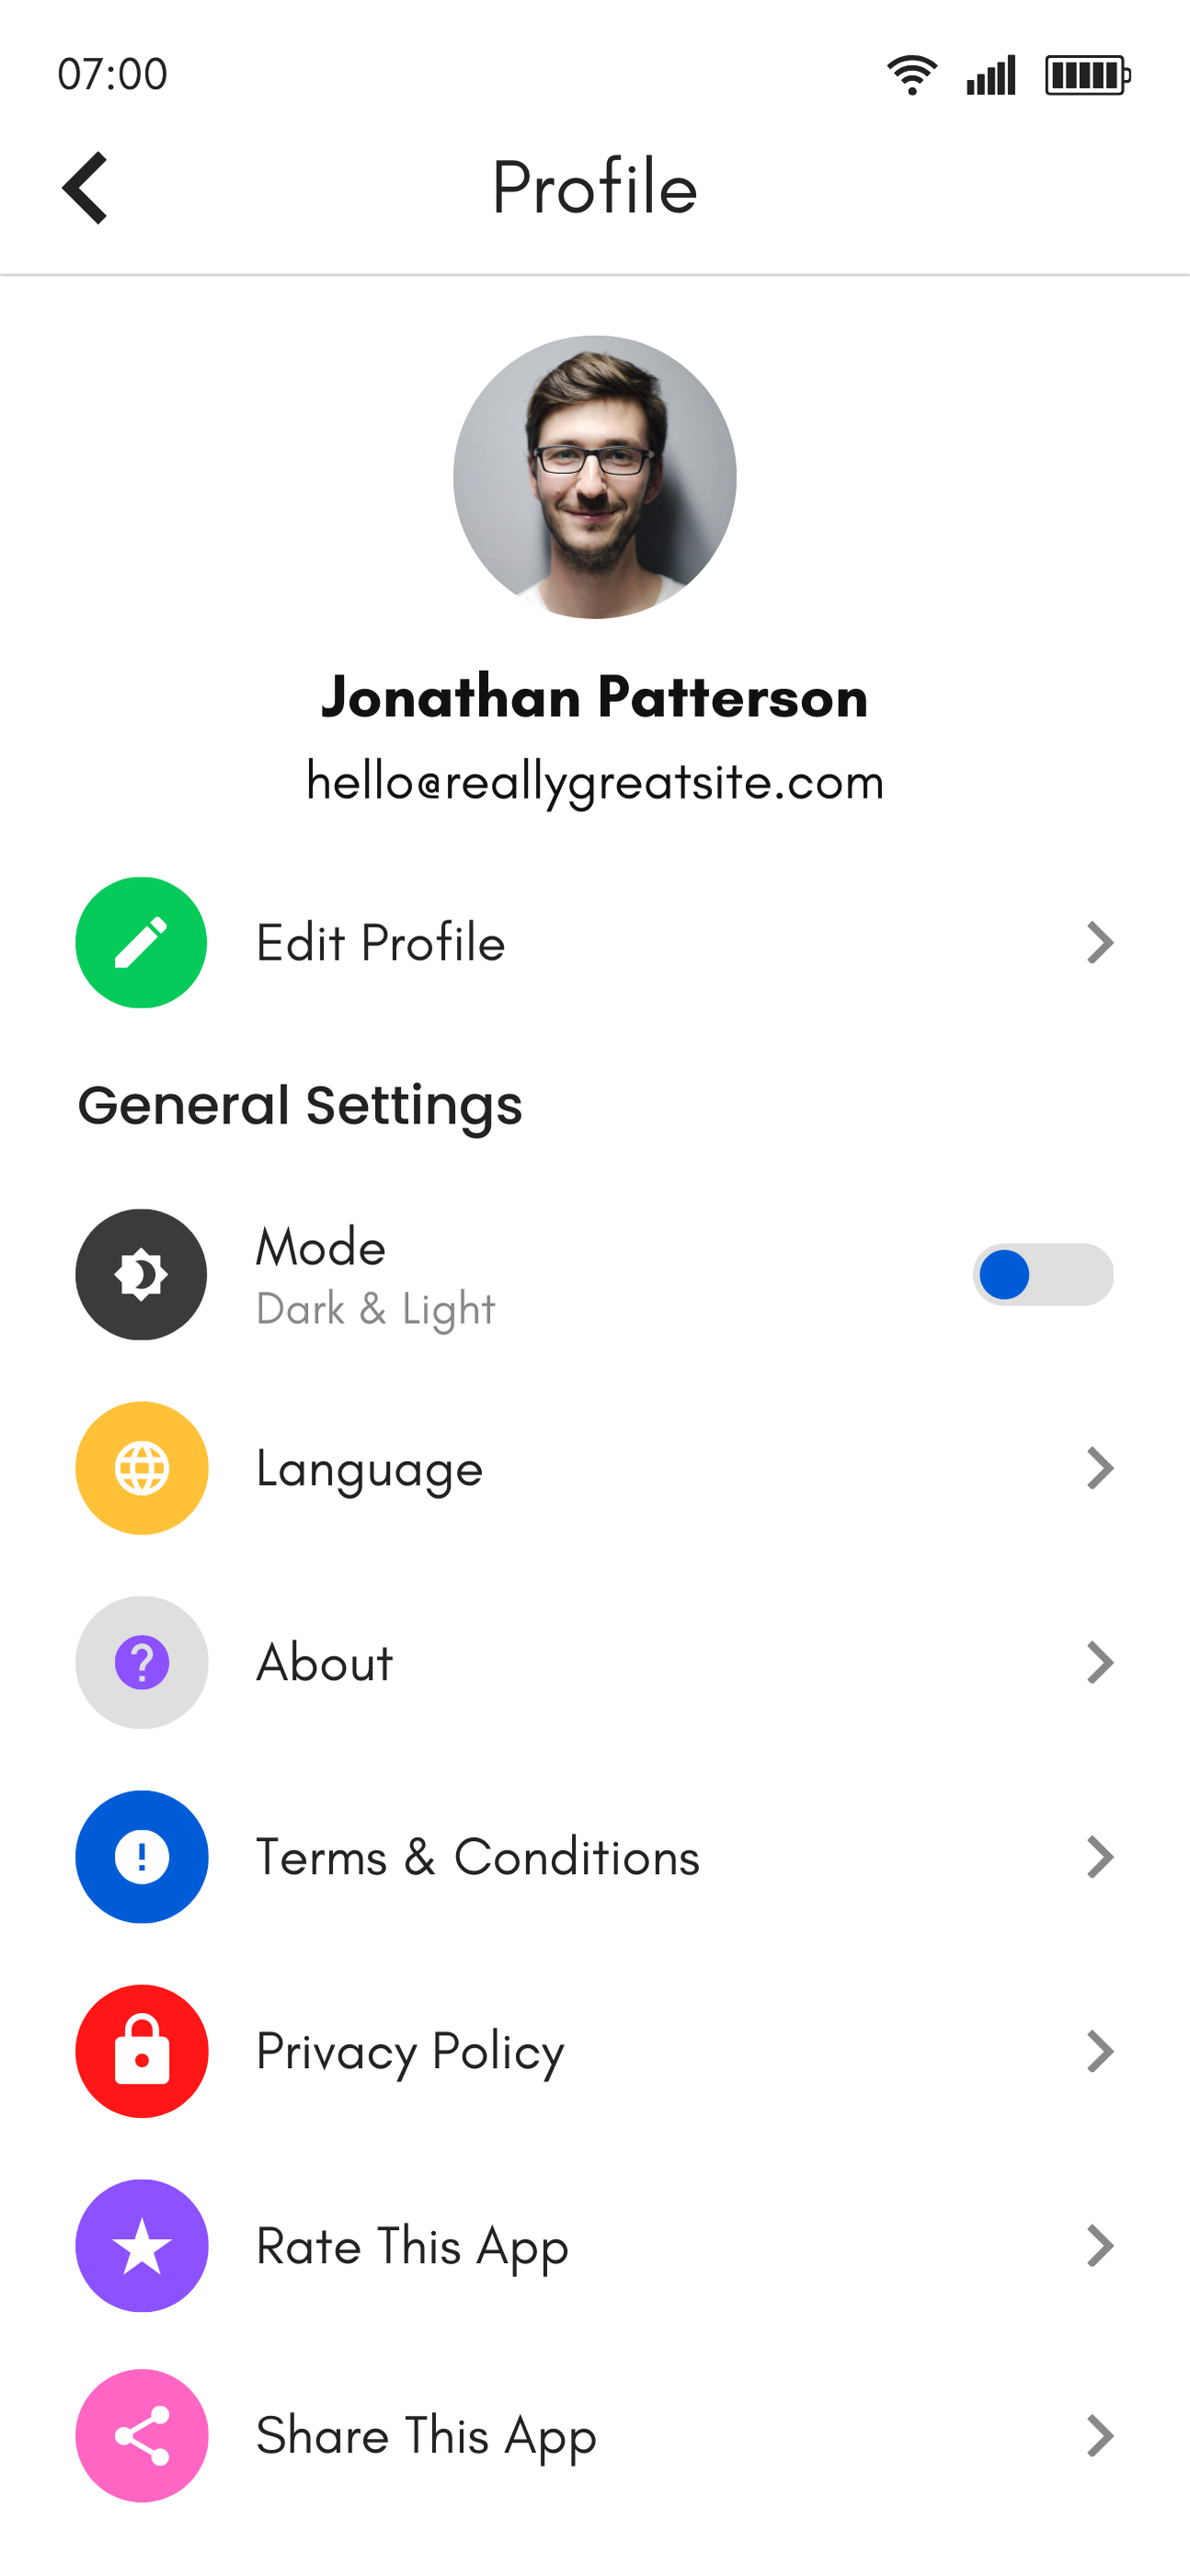 07:00
Profile
Jonathan Patterson
hello@reallygreatsite.com
Edit Profile
General Settings
Mode
Dark & Light
Language
?
About
!
Terms & Conditions
Privacy Policy
Rate This App
Share This App